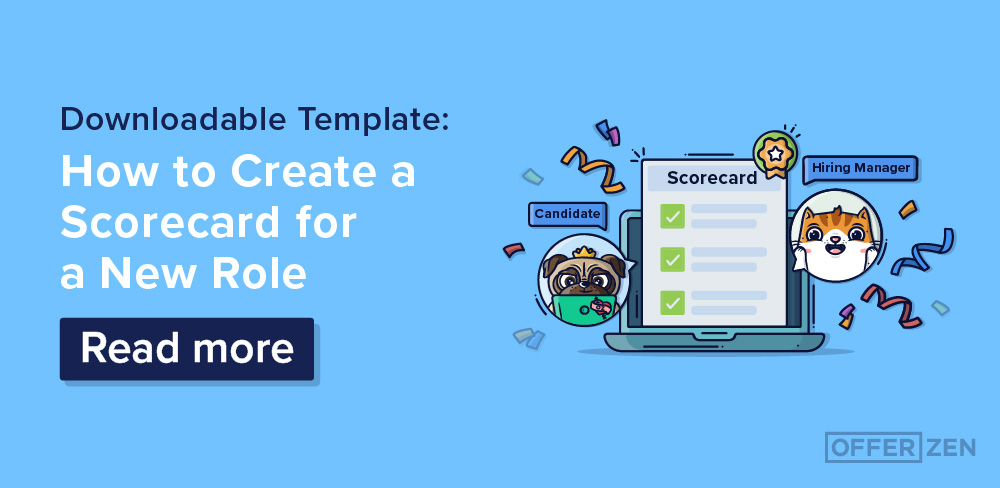 Downloadable Template:
How to Create a
Scorecard for
a New Role
Read more
Scorecard
Hiring Manager
Candidate
OFFERZEN